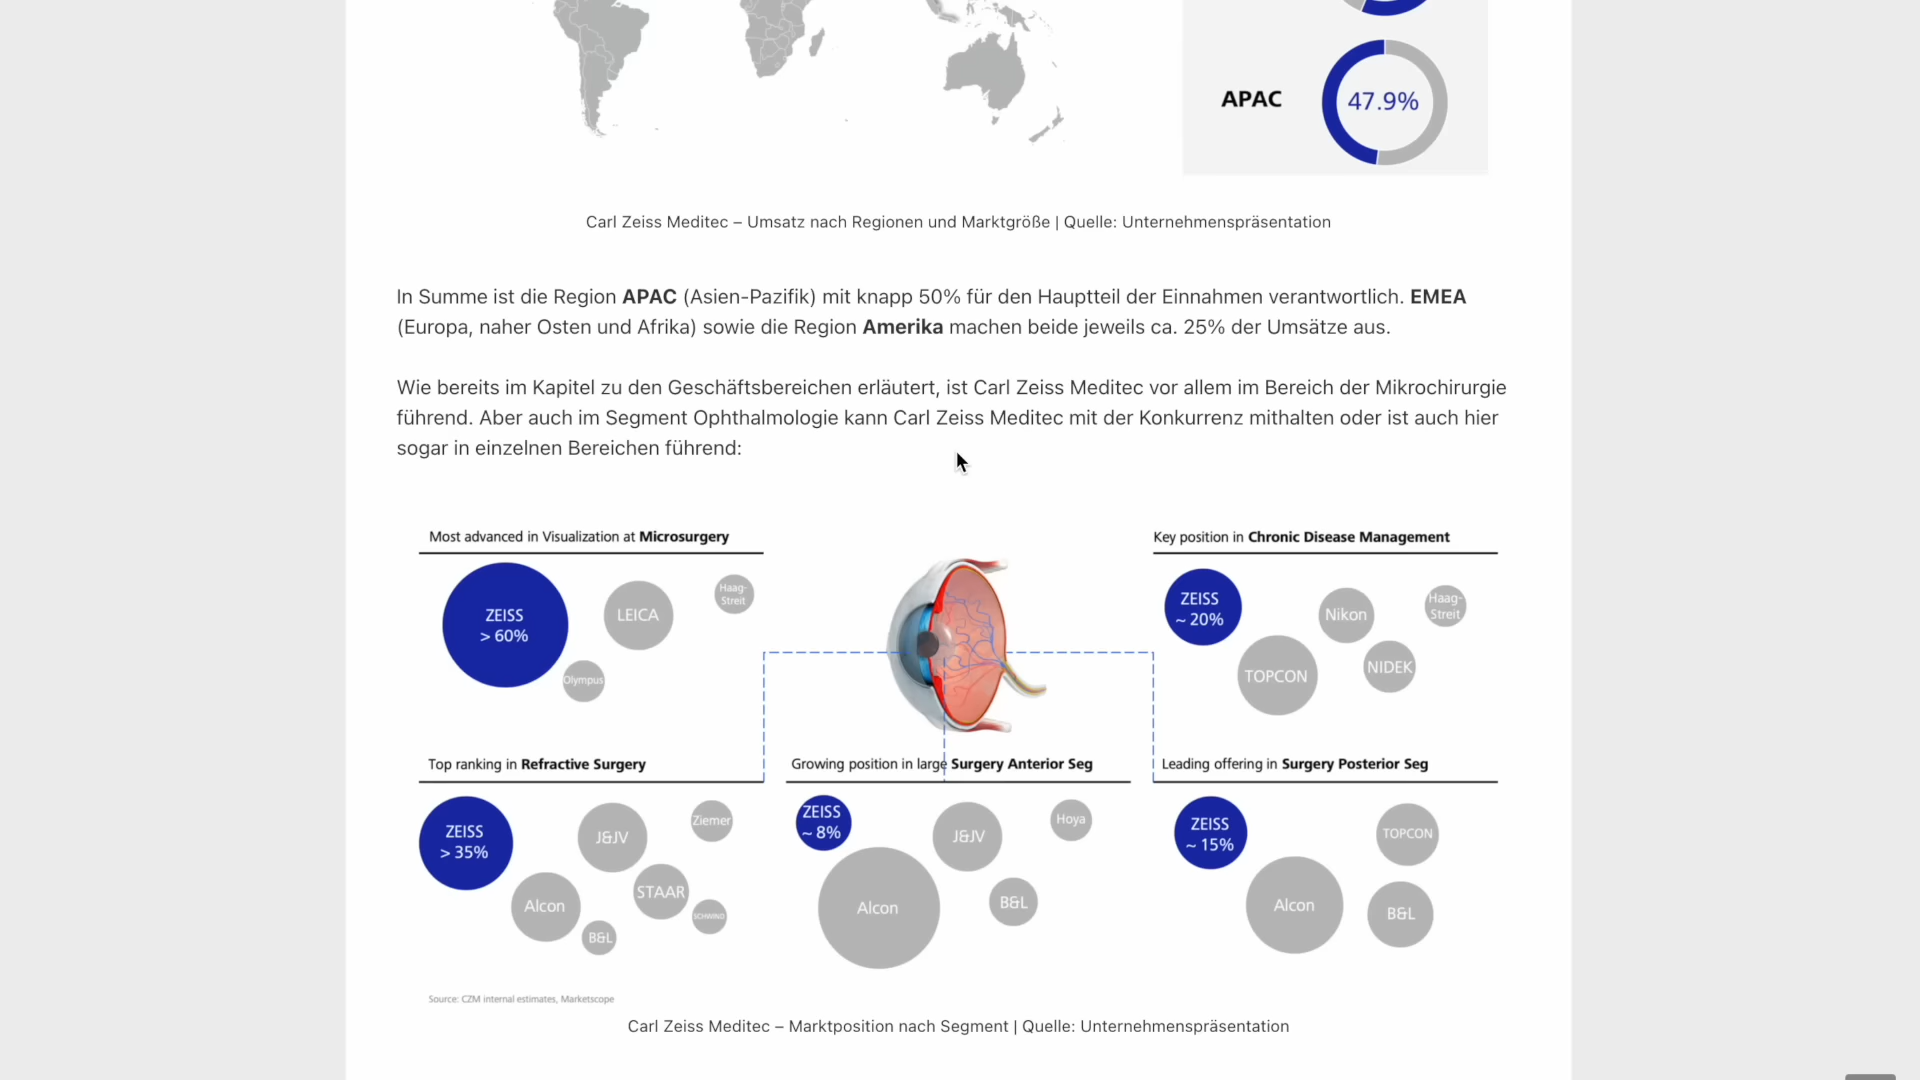 APAC
47.9%
Carl Zeiss Meditec – Umsatz nach Regionen und Marktgröße | Quelle: Unternehmenspräsentation
In Summe ist die Region APAC (Asien-Pazifik) mit knapp 50% für den Hauptteil der Einnahmen verantwortlich. EMEA
(Europa, naher Osten und Afrika) sowie die Region Amerika machen beide jeweils ca. 25% der Umsätze aus.
Wie bereits im Kapitel zu den Geschäftsbereichen erläutert, ist Carl Zeiss Meditec vor allem im Bereich der Mikrochirurgie
führend. Aber auch im Segment Ophthalmologie kann Carl Zeiss Meditec mit der Konkurrenz mithalten oder ist auch hier
sogar in einzelnen Bereichen führend:
Most advanced in Visualization at Microsurgery
ZEISS
> 60%
LEICA
Haag-
Streit
Olympus
Key position in Chronic Disease Management
ZEISS
~ 20%
Nikon
Haag-
Streit
TOPCON
NIDEK
Top ranking in Refractive Surgery
ZEISS
> 35%
J&JV
Ziemer
STAAR
Alcon
SCHWIND
B&L
Growing position in large Surgery Anterior Seg
ZEISS
~ 8%
J&JV
Hoya
Alcon
B&L
Leading offering in Surgery Posterior Seg
ZEISS
~ 15%
TOPCON
Alcon
B&L
Source: CZM internal estimates, Marketscope
Carl Zeiss Meditec – Marktposition nach Segment | Quelle: Unternehmenspräsentation